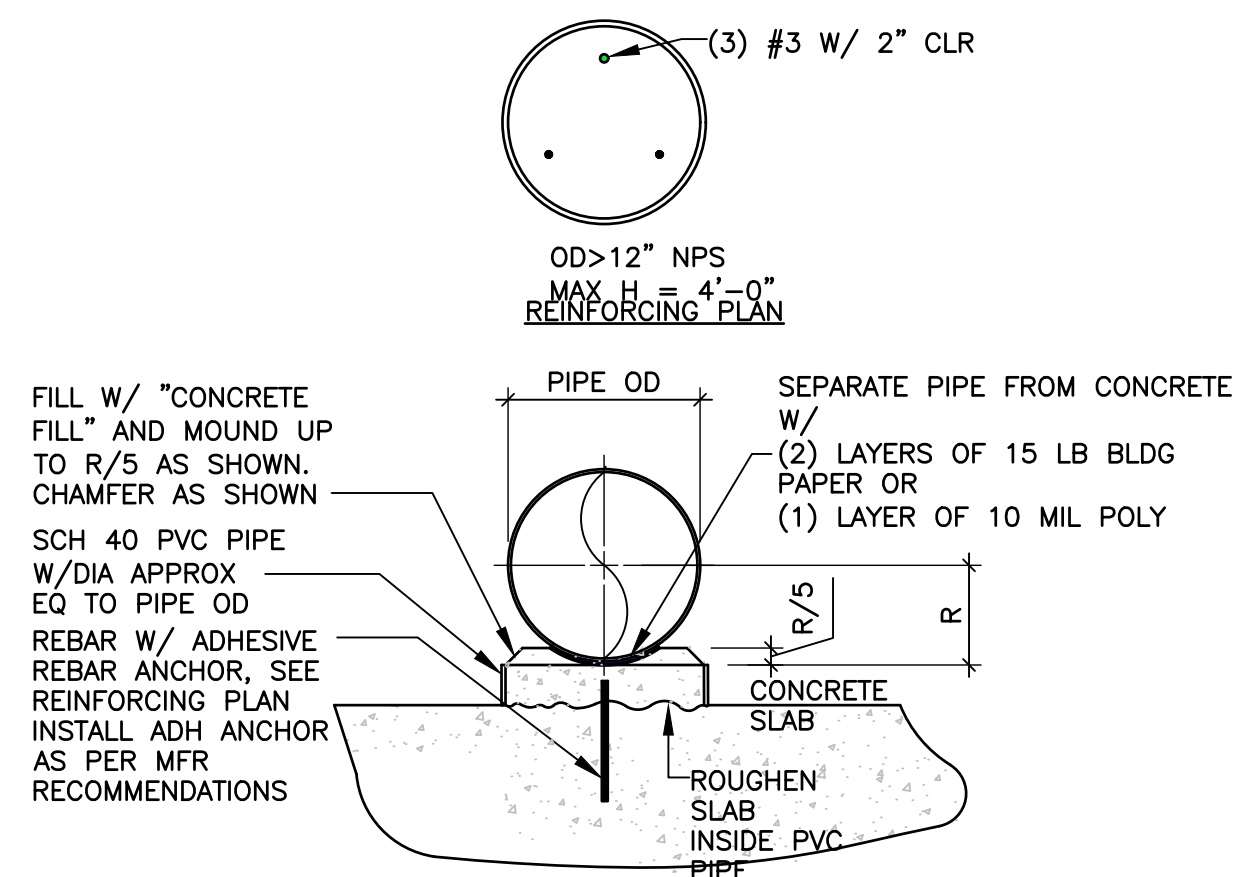 (3) #3 W/ 2" CLR
OD>12" NPS
MAX H = 4'-0"
REINFORCING PLAN
FILL W/ "CONCRETE
FILL" AND MOUND UP
TO R/5 AS SHOWN.
CHAMFER AS SHOWN
SCH 40 PVC PIPE
W/DIA APPROX
EQ TO PIPE OD
REBAR W/ ADHESIVE
REBAR ANCHOR, SEE
REINFORCING PLAN
INSTALL ADH ANCHOR
AS PER MFR
RECOMMENDATIONS
PIPE OD
SEPARATE PIPE FROM CONCRETE
W/
(2) LAYERS OF 15 LB BLDG
PAPER OR
(1) LAYER OF 10 MIL POLY
R/5
R
CONCRETE
SLAB
ROUGHEN
SLAB
INSIDE PVC
PIPE